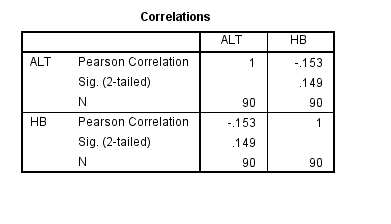 Correlations
ALT HB
ALT Pearson Correlation 1 -.153
Sig. (2-tailed) .149
N 90 90
HB Pearson Correlation -.153 1
Sig. (2-tailed) .149
N 90 90